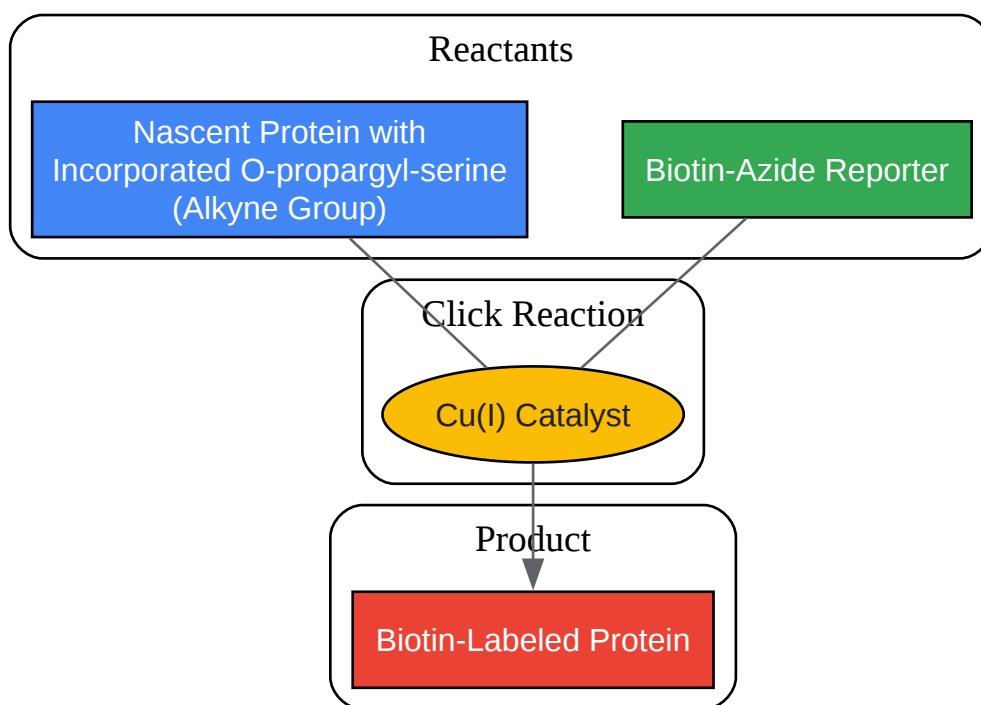 Reactants
Nascent Protein with
Incorporated O-propargyl-serine
(Alkyne Group)
Biotin-Azide Reporter
Click Reaction
Cu(I) Catalyst
Product
Biotin-Labeled Protein